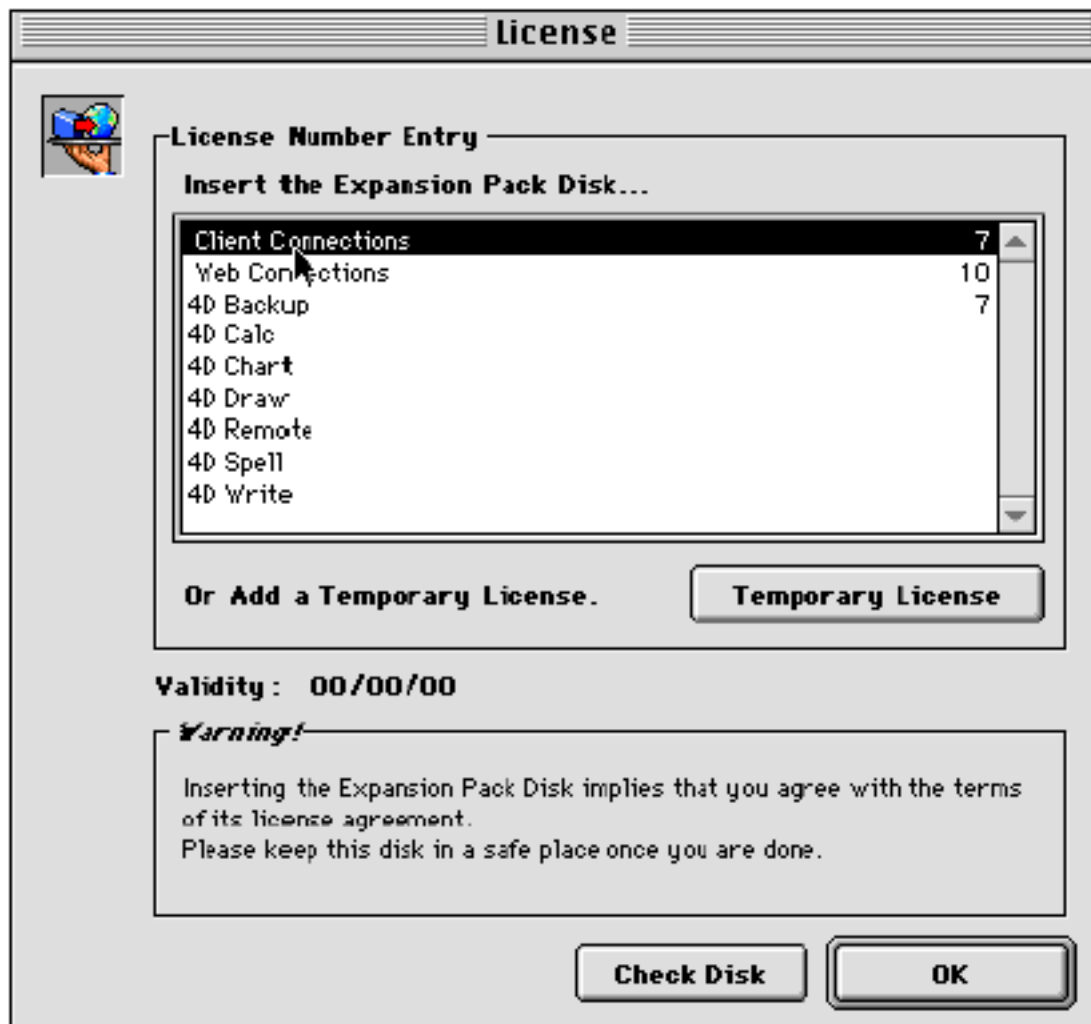 License
License Number Entry
Insert the Expansion Pack Disk...
Client Connections 7
Web Connections 10
4D Backup 7
4D Calc
4D Chart
4D Draw
4D Remote
4D Spell
4D Write
Or Add a Temporary License.
Temporary License
Validity : 00/00/00
Warning!
Inserting the Expansion Pack Disk implies that you agree with the terms
of its license agreement.
Please keep this disk in a safe place once you are done.
Check Disk
OK